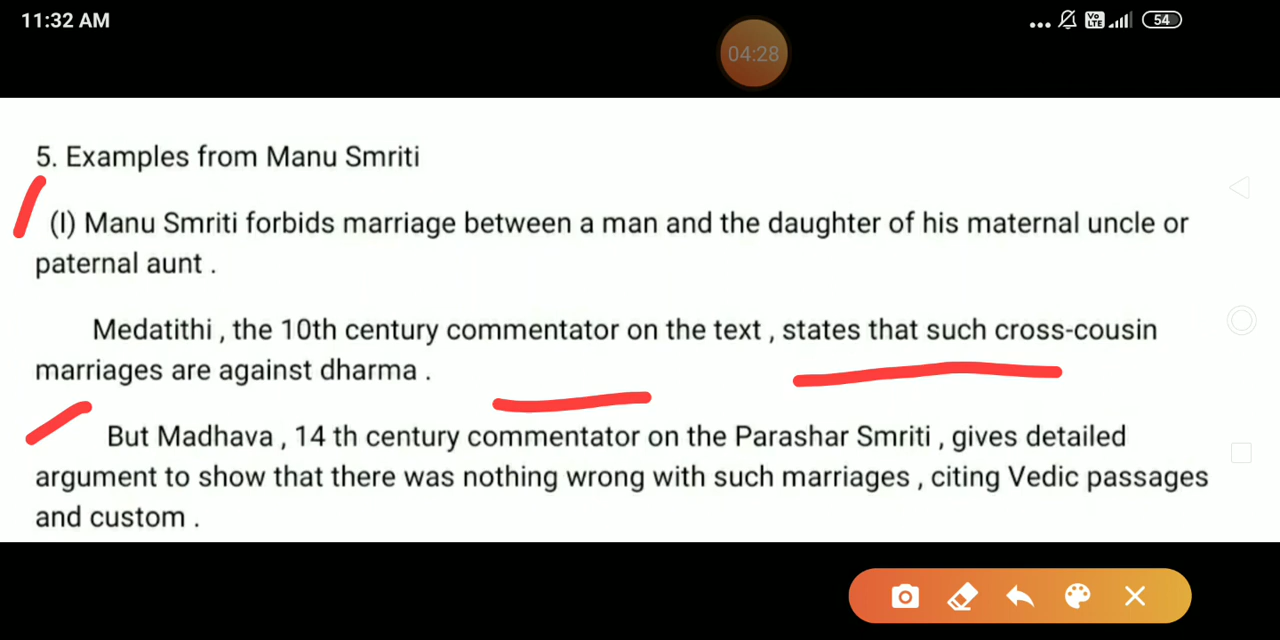 11:32 AM
Vo LTE 54
04:28
5. Examples from Manu Smriti
(I) Manu Smriti forbids marriage between a man and the daughter of his maternal uncle or
paternal aunt .
Medatithi , the 10th century commentator on the text , states that such cross-cousin
marriages are against dharma .
But Madhava , 14 th century commentator on the Parashar Smriti , gives detailed
argument to show that there was nothing wrong with such marriages , citing Vedic passages
and custom .